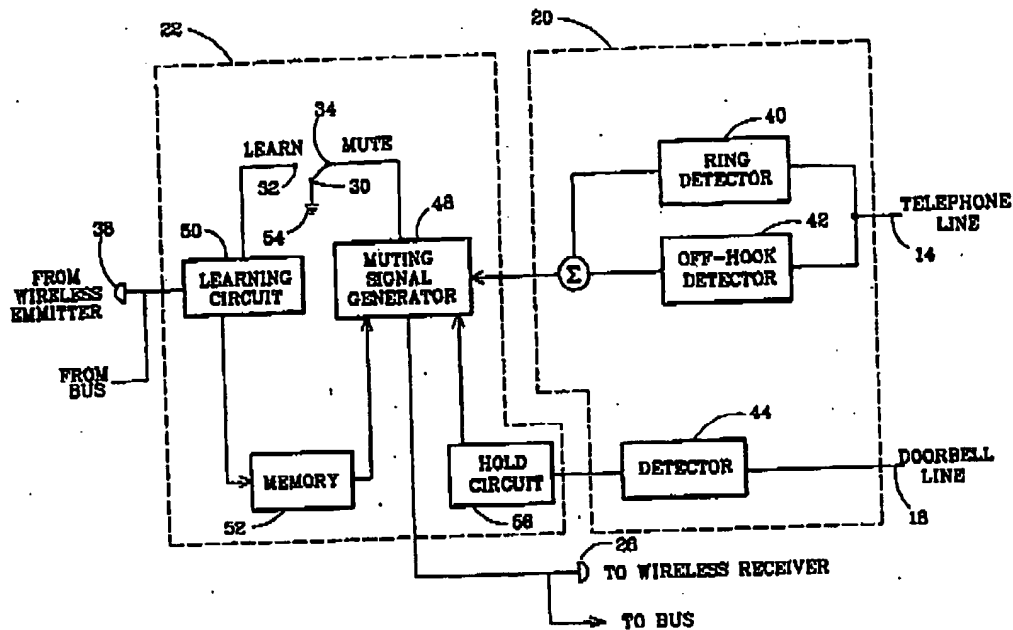 22
20
34
40
LEARN
MUTE
RING
DETECTOR
32
30
54
48
42
38
50
TELEPHONE
LINE
14
FROM
WIRELESS
EMMITTER
LEARNING
CIRCUIT
MUTING
SIGNAL
GENERATOR
Σ
OFF-HOOK
DETECTOR
FROM
BUS
44
MEMORY
52
HOLD
CIRCUIT
DETECTOR
DOORBELL
LINE
18
TO WIRELESS RECEIVER
TO BUS